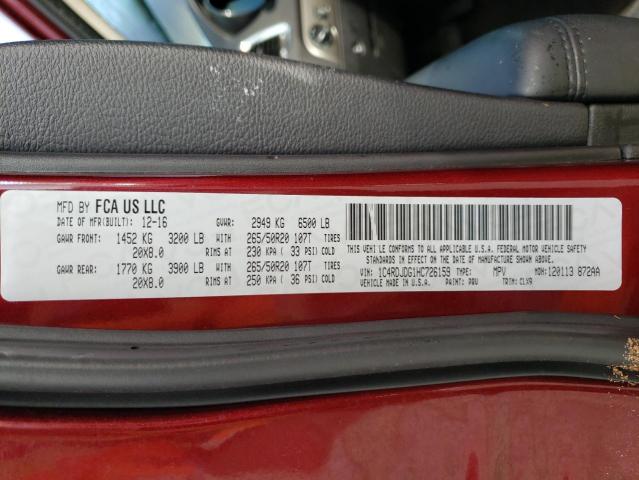 MFD BY FCA US LLC
DATE OF MFR(BUILT): 12-16 GVWR: 2949 KG 6500 LB
GAWR FRONT: 1452 KG 3200 LB 265/50R20 107T TIRES
20X8.0 RIMS AT 230 KPA ( 33 PSI) COLD
GAWR REAR: 1770 KG 3900 LB 265/50R20 107T TIRES
20X8.0 RIMS AT 250 KPA ( 36 PSI) COLD
THIS VEHICLE CONFORMS TO ALL APPLICABLE U.S.A. FEDERAL MOTOR VEHICLE SAFETY
STANDARDS IN EFFECT ON THE DATE OF MANUFACTURE SHOWN ABOVE.
VIN: 1C4RDJDG1HC726159 TYPE: MPV MDH: 120113 872AA
VEHICLE MADE IN U.S.A. PAINT: PRV TRIM: CLX9